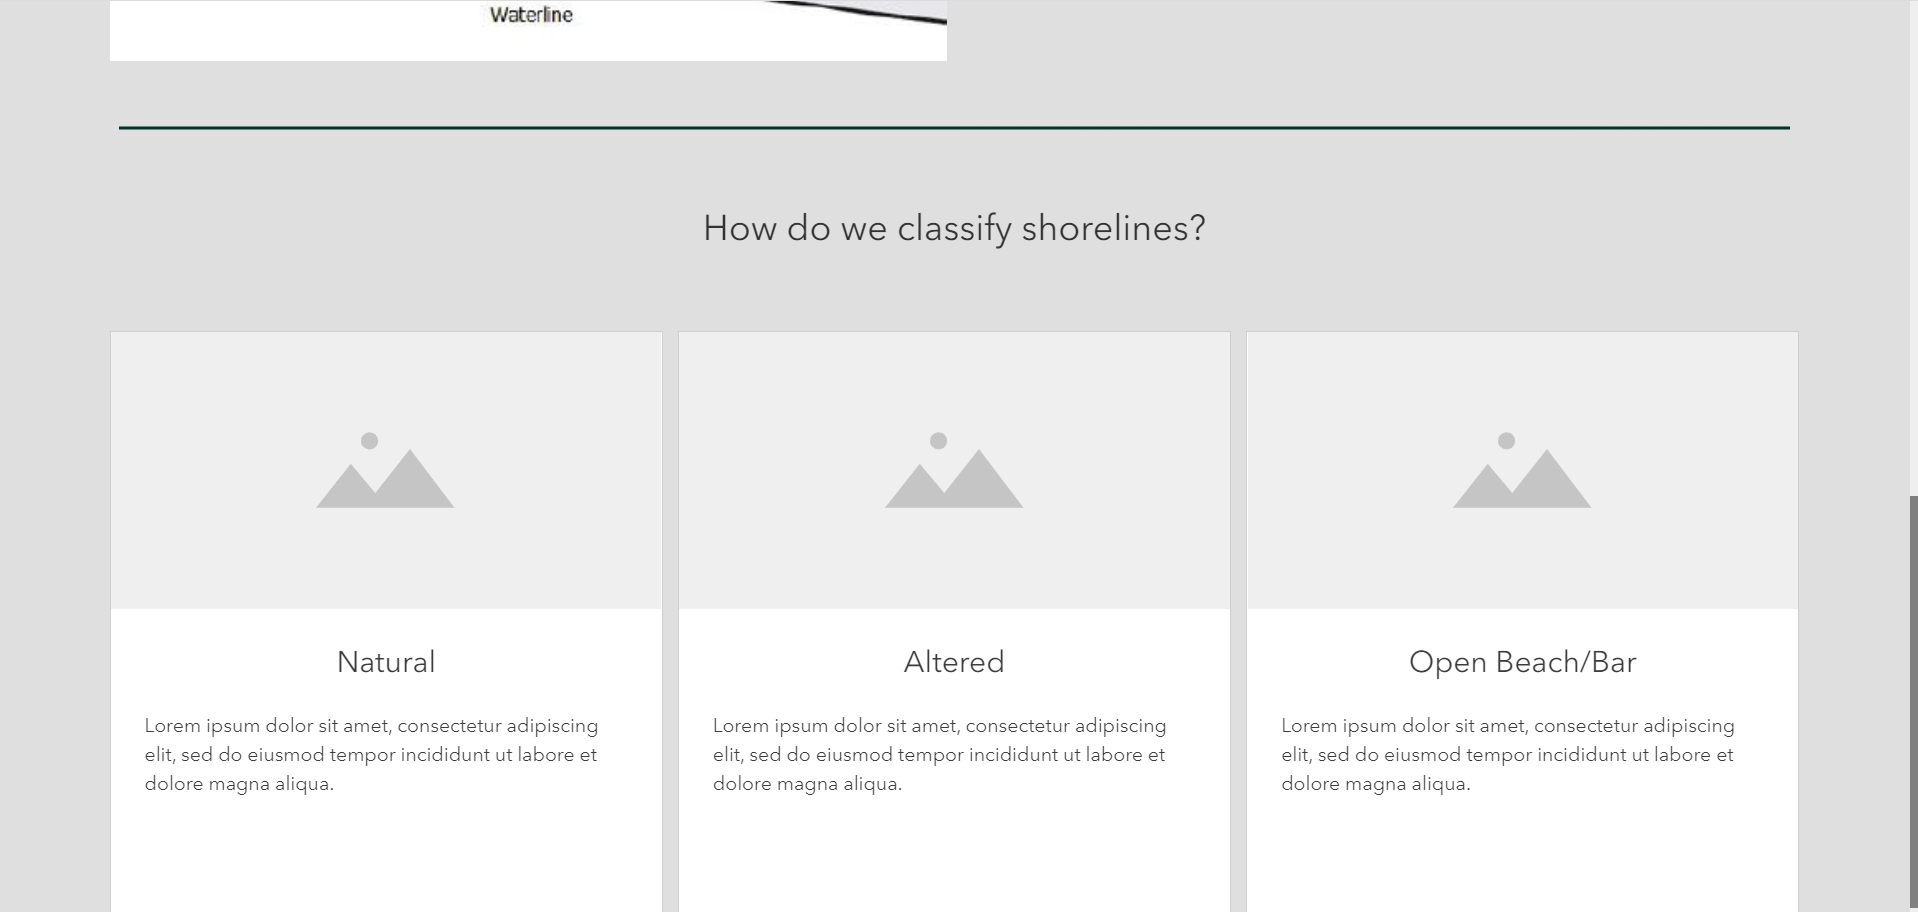 Waterline
How do we classify shorelines?
Natural
Lorem ipsum dolor sit amet, consectetur adipiscing
elit, sed do eiusmod tempor incididunt ut labore et
dolore magna aliqua.
Altered
Lorem ipsum dolor sit amet, consectetur adipiscing
elit, sed do eiusmod tempor incididunt ut labore et
dolore magna aliqua.
Open Beach/Bar
Lorem ipsum dolor sit amet, consectetur adipiscing
elit, sed do eiusmod tempor incididunt ut labore et
dolore magna aliqua.